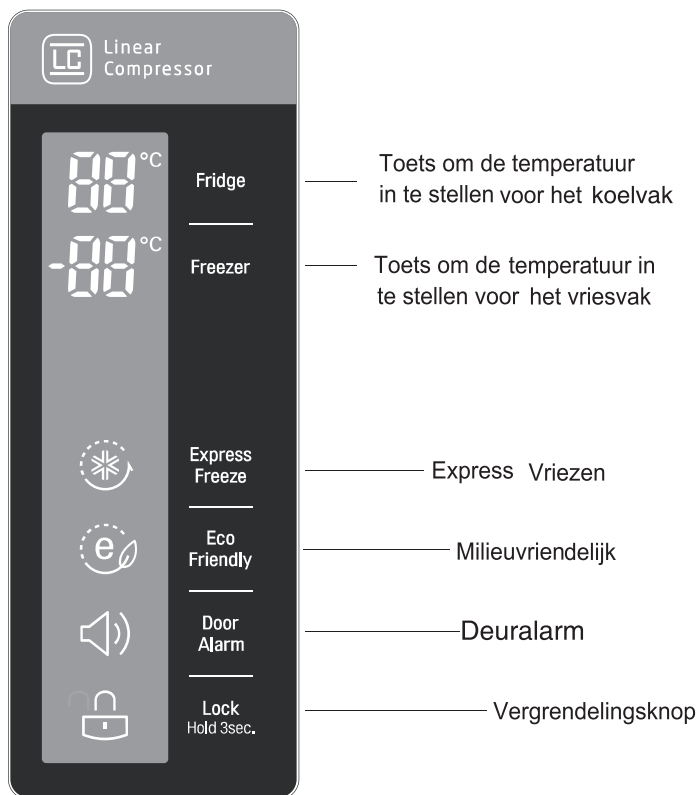 LC Linear
Compressor
88 °C
Fridge
Toets om de temperatuur
in te stellen voor het koelvak
-88 °C
Freezer
Toets om de temperatuur in
te stellen voor het vriesvak
Express
Freeze
Express Vriezen
e
Eco
Friendly
Milieuvriendelijk
Door
Alarm
Deuralarm
Lock
Hold 3sec.
Vergrendelingsknop